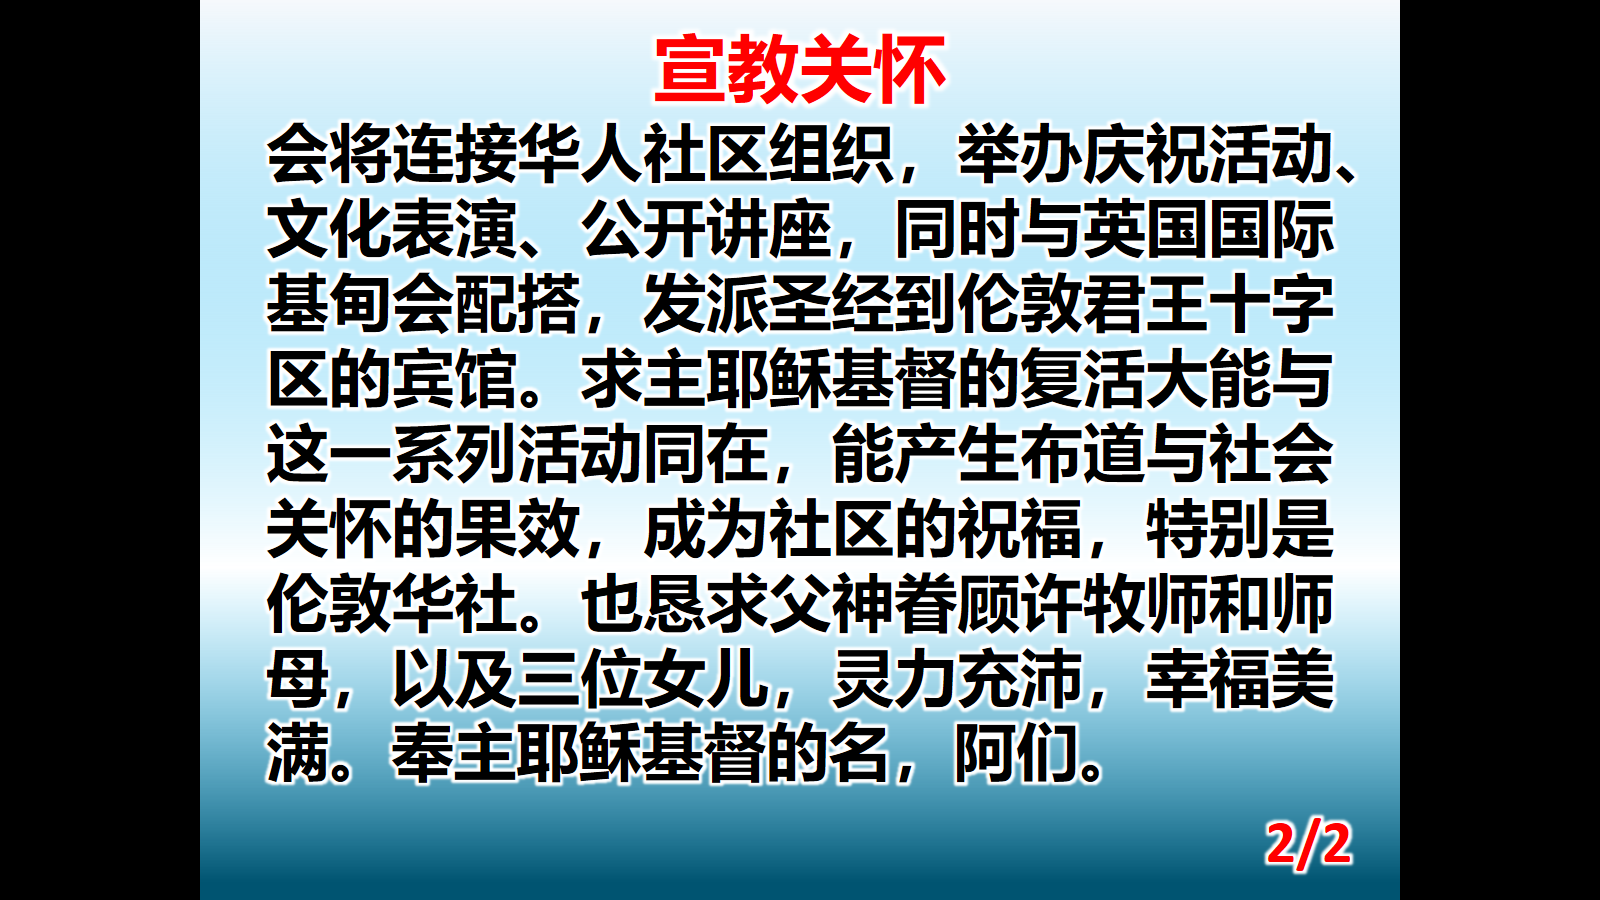 宣教关怀
会将连接华人社区组织，举办庆祝活动、
文化表演、公开讲座，同时与英国国际
基甸会配搭，发派圣经到伦敦君王十字
区的宾馆。求主耶稣基督的复活大能与
这一系列活动同在，能产生布道与社会
关怀的果效，成为社区的祝福，特别是
伦敦华社。也恳求父神眷顾许牧师和师
母，以及三位女儿，灵力充沛，幸福美
满。奉主耶稣基督的名，阿们。
2/2